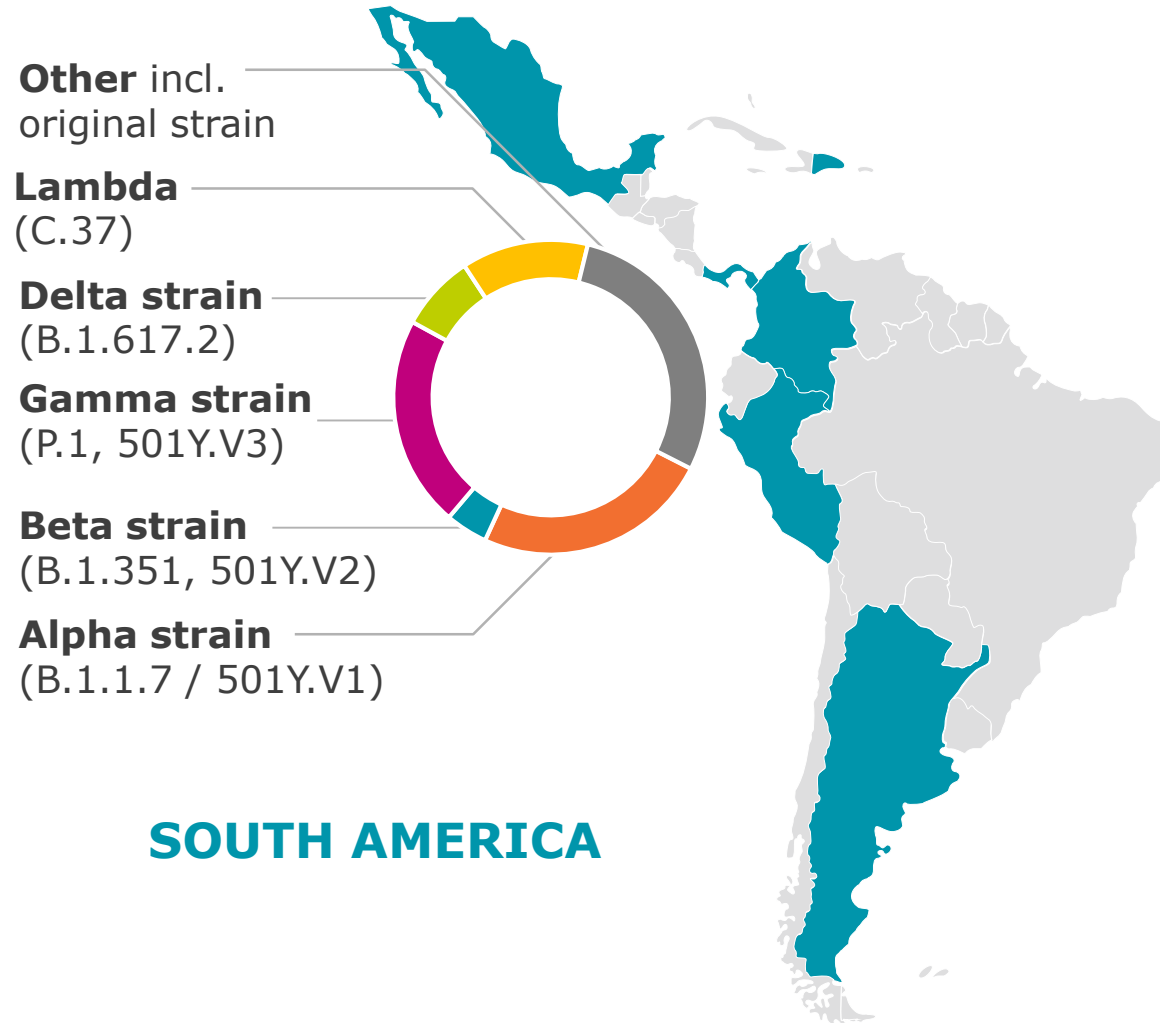 Other incl.
original strain
Lambda
(C.37)
Delta strain
(B.1.617.2)
Gamma strain
(P.1, 501Y.V3)
Beta strain
(B.1.351, 501Y.V2)
Alpha strain
(B.1.1.7 / 501Y.V1)
SOUTH AMERICA